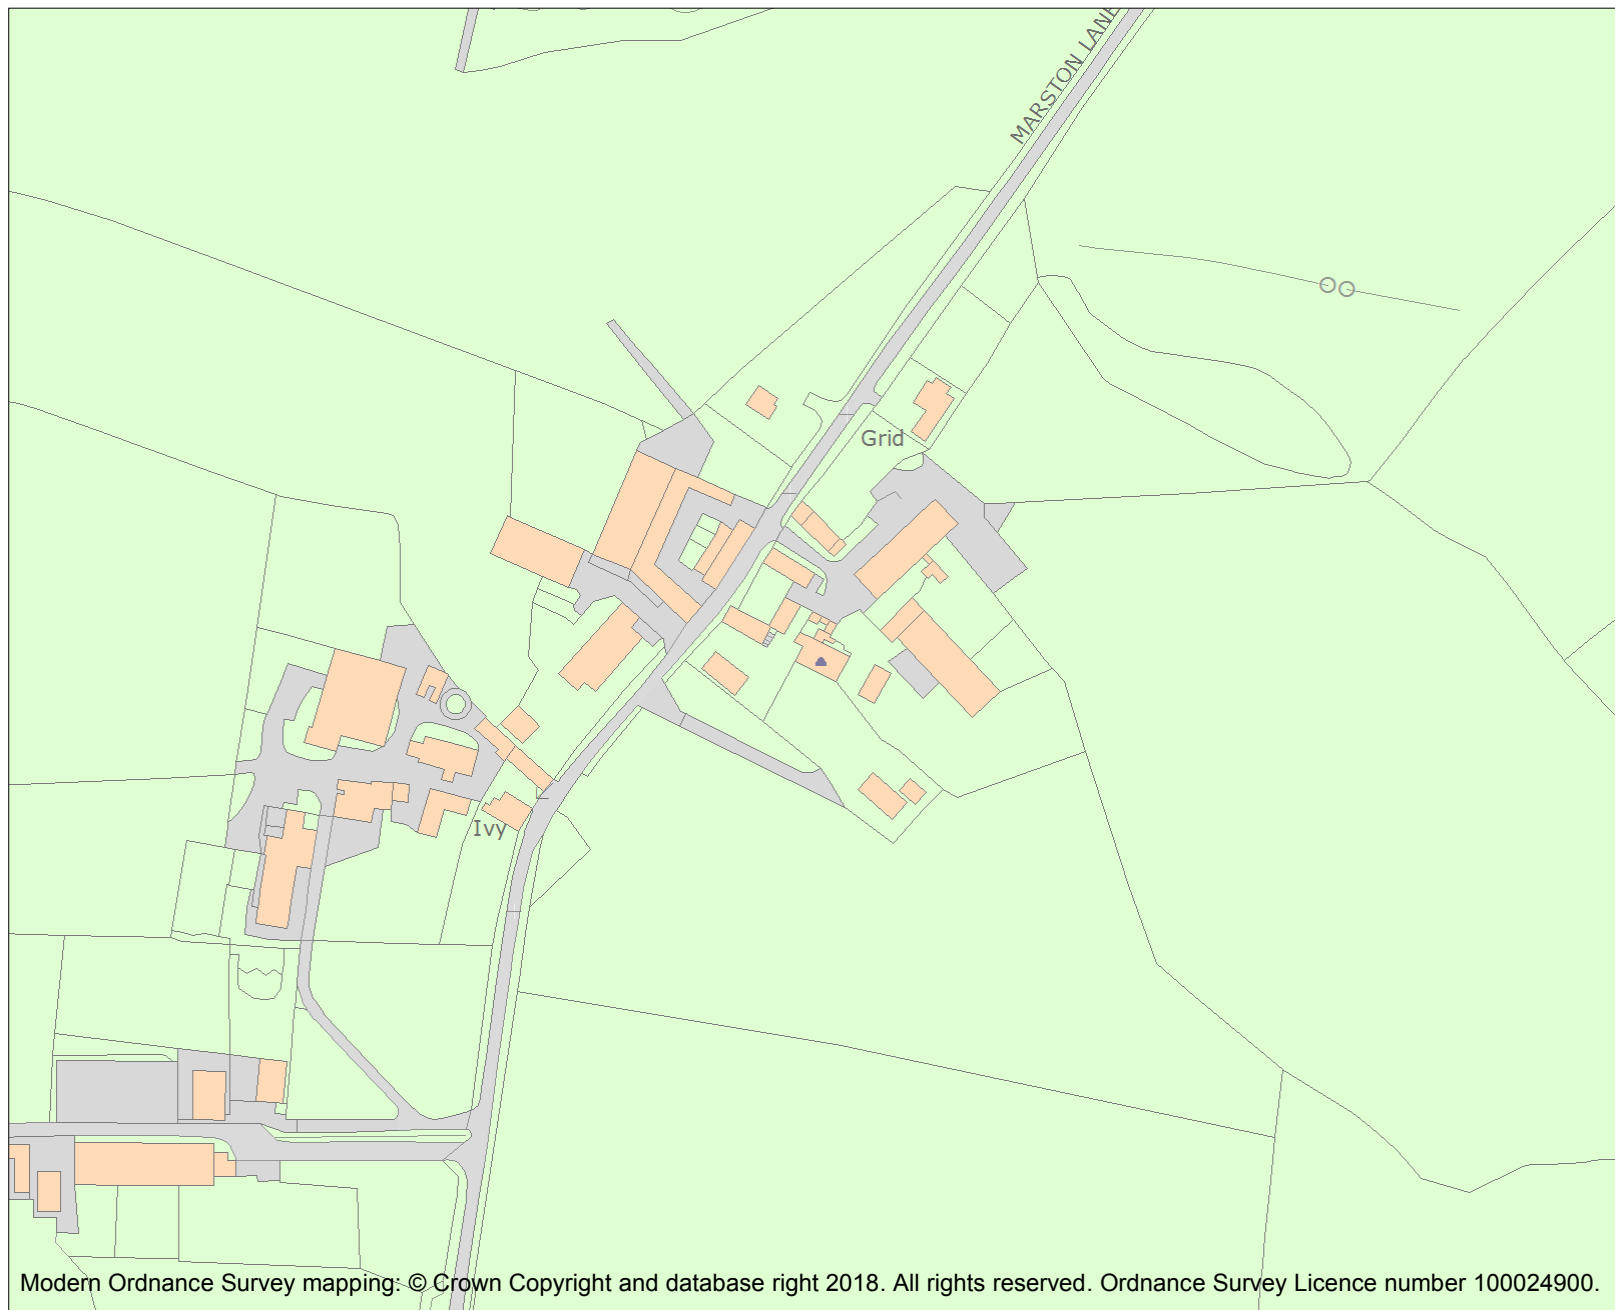 MARSTON LANE
Grid
Ivy
Modern Ordnance Survey mapping: © Crown Copyright and database right 2018. All rights reserved. Ordnance Survey Licence number 100024900.